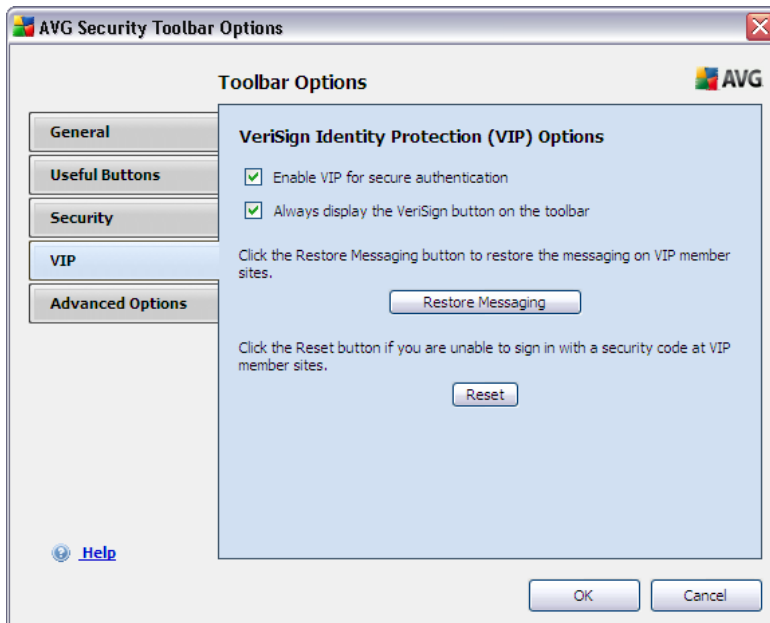 AVG Security Toolbar Options
Toolbar Options
AVG
General
Useful Buttons
Security
VIP
Advanced Options
VeriSign Identity Protection (VIP) Options
Enable VIP for secure authentication
Always display the VeriSign button on the toolbar
Click the Restore Messaging button to restore the messaging on VIP member
sites.
Restore Messaging
Click the Reset button if you are unable to sign in with a security code at VIP
member sites.
Reset
Help
OK
Cancel